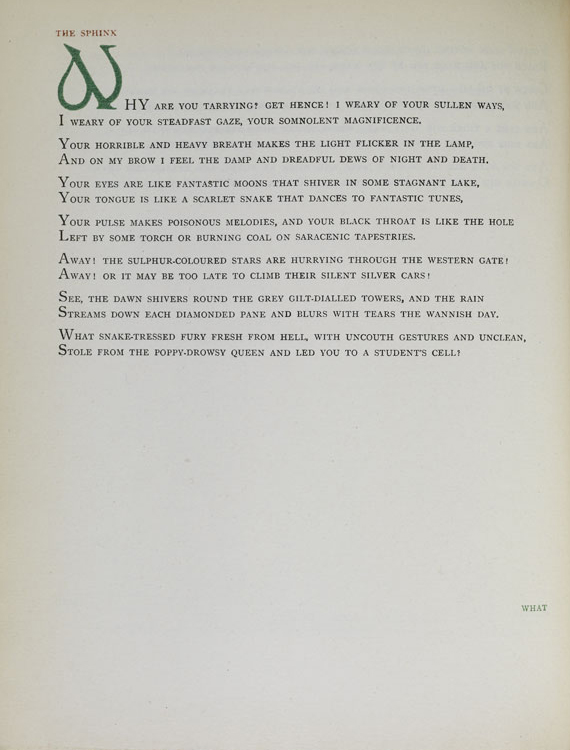 THE SPHINX
WHY ARE YOU TARRYING? GET HENCE! I WEARY OF YOUR SULLEN WAYS,
I WEARY OF YOUR STEADFAST GAZE, YOUR SOMNOLENT MAGNIFICENCE.
YOUR HORRIBLE AND HEAVY BREATH MAKES THE LIGHT FLICKER IN THE LAMP,
AND ON MY BROW I FEEL THE DAMP AND DREADFUL DEWS OF NIGHT AND DEATH.
YOUR EYES ARE LIKE FANTASTIC MOONS THAT SHIVER IN SOME STAGNANT LAKE,
YOUR TONGUE IS LIKE A SCARLET SNAKE THAT DANCES TO FANTASTIC TUNES,
YOUR PULSE MAKES POISONOUS MELODIES, AND YOUR BLACK THROAT IS LIKE THE HOLE
LEFT BY SOME TORCH OR BURNING COAL ON SARACENIC TAPESTRIES.
AWAY! THE SULPHUR-COLOURED STARS ARE HURRYING THROUGH THE WESTERN GATE!
AWAY! OR IT MAY BE TOO LATE TO CLIMB THEIR SILENT SILVER CARS!
SEE, THE DAWN SHIVERS ROUND THE GREY GILT-DIALLED TOWERS, AND THE RAIN
STREAMS DOWN EACH DIAMONDED PANE AND BLURS WITH TEARS THE WANNISH DAY.
WHAT SNAKE-TRESSED FURY FRESH FROM HELL, WITH UNCOUTH GESTURES AND UNCLEAN,
STOLE FROM THE POPPY-DROWSY QUEEN AND LED YOU TO A STUDENT'S CELL?
WHAT